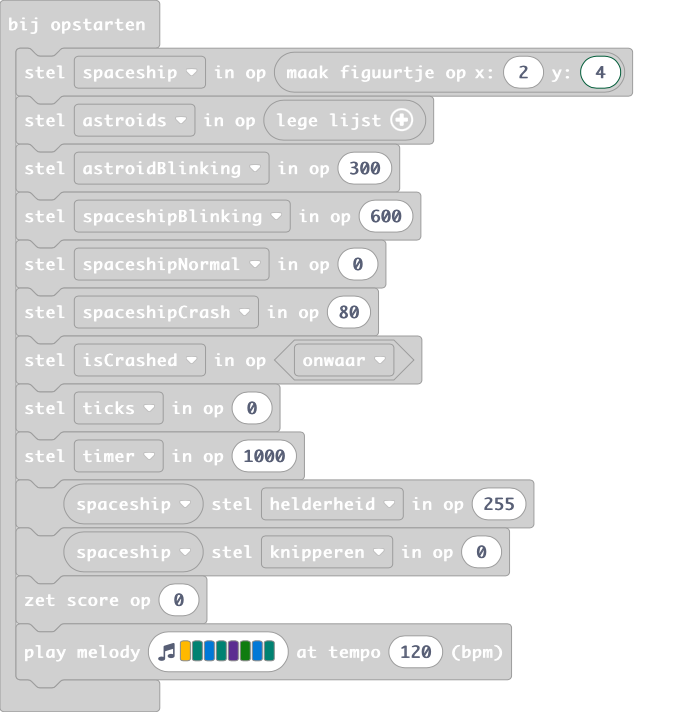 bij opstarten
stel spaceship in op maak figuurtje op x: 2 y: 4
stel astroids in op lege lijst
stel astroidBlinking in op 300
stel spaceshipBlinking in op 600
stel spaceshipNormal in op 0
stel spaceshipCrash in op 80
stel isCrashed in op onwaar
stel ticks in op 0
stel timer in op 1000
spaceship stel helderheid in op 255
spaceship stel knipperen in op 0
zet score op 0
play melody at tempo 120 (bpm)